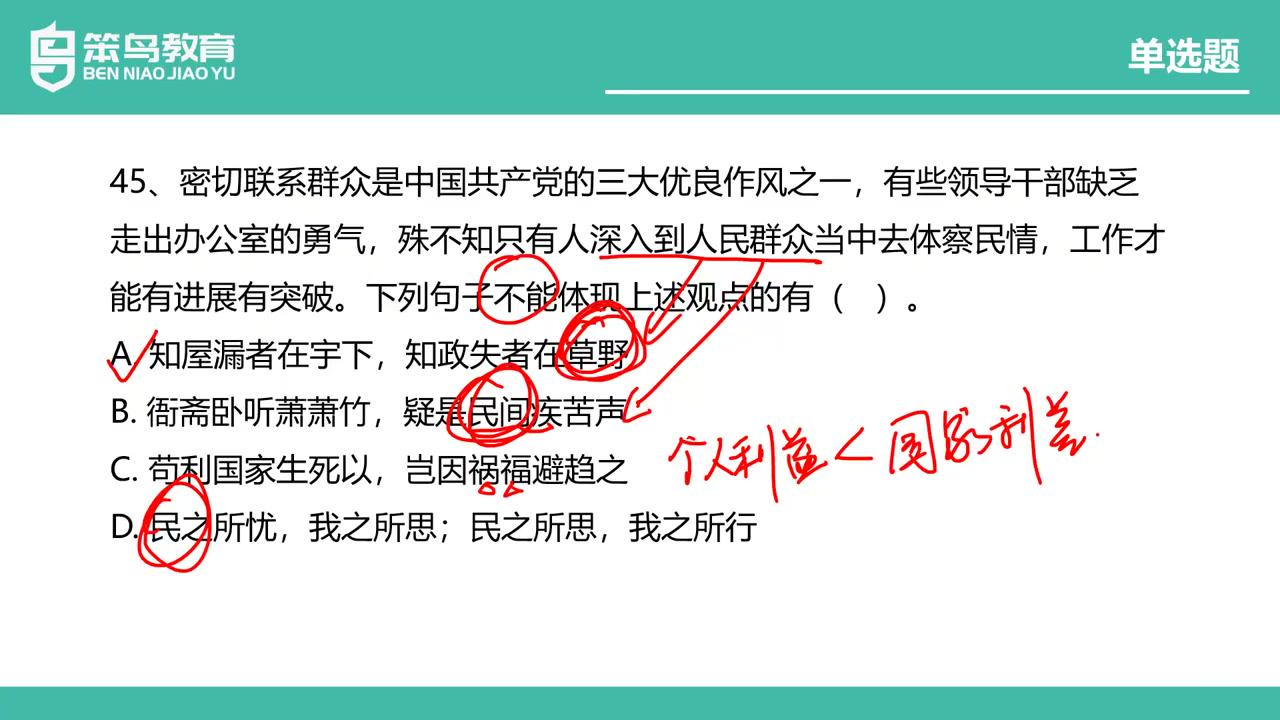 笨鸟教育
BEN NIAO JIAO YU
单选题
45、密切联系群众是中国共产党的三大优良作风之一，有些领导干部缺乏
走出办公室的勇气，殊不知只有人深入到人民群众当中去体察民情，工作才
能有进展有突破。下列句子不能体现上述观点的有（ ）。
A. 知屋漏者在宇下，知政失者在草野
B. 衙斋卧听萧萧竹，疑是民间疾苦声
C. 苟利国家生死以，岂因祸福避趋之
个人利益＜国家利益.
D. 民之所忧，我之所思；民之所思，我之所行